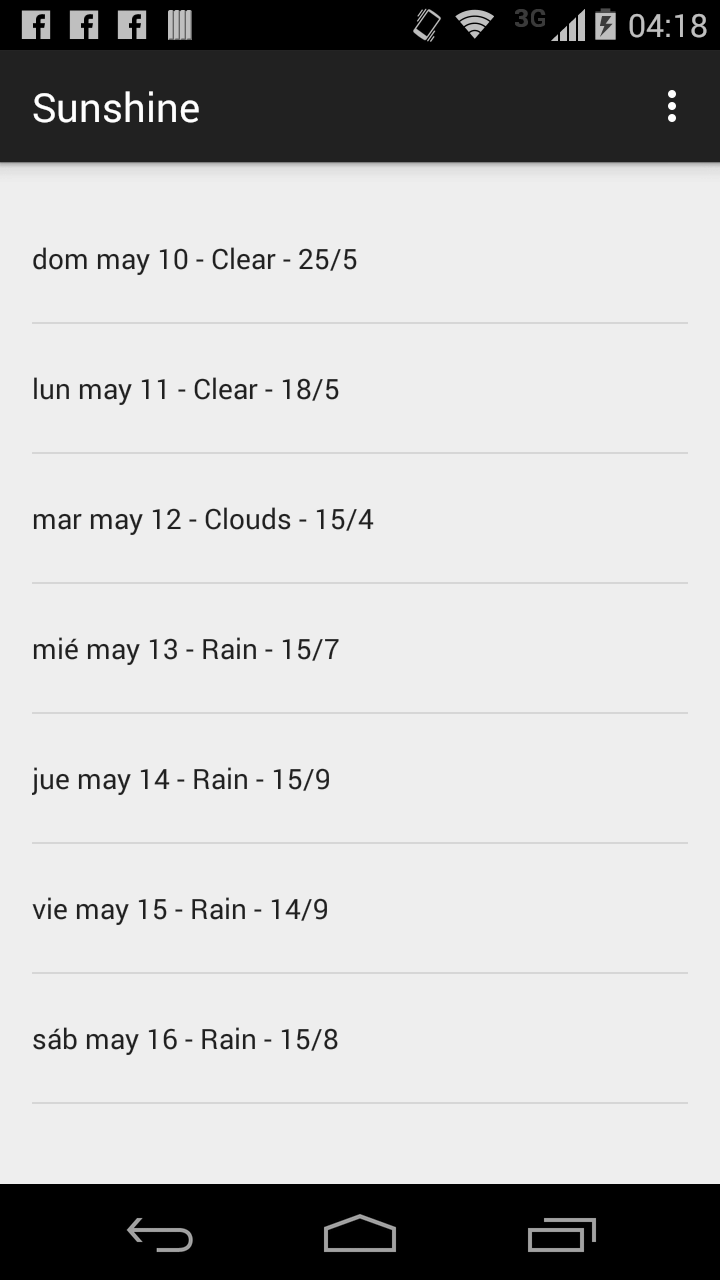 3G 04:18
Sunshine
dom may 10 - Clear - 25/5
lun may 11 - Clear - 18/5
mar may 12 - Clouds - 15/4
mié may 13 - Rain - 15/7
jue may 14 - Rain - 15/9
vie may 15 - Rain - 14/9
sáb may 16 - Rain - 15/8